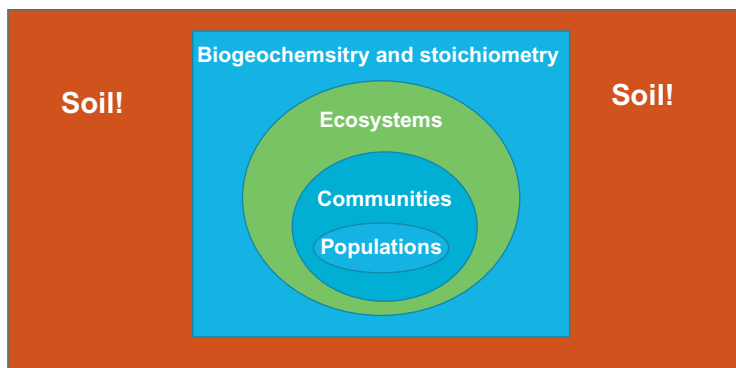 Biogeochemsitry and stoichiometry
Soil!
Soil!
Ecosystems
Communities
Populations